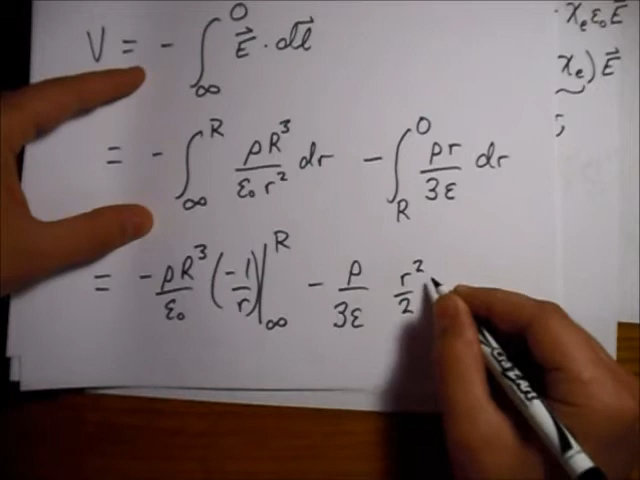 V = - ∫_∞^0 E⃗ · dl⃗
· χₑε₀E⃗
χₑ) E⃗
;
= - ∫_∞^R ρR³/ε₀r² dr - ∫_R^0 ρr/3ε dr
= - ρR³/ε₀ (-1/r)|_∞^R - ρ/3ε r²/2